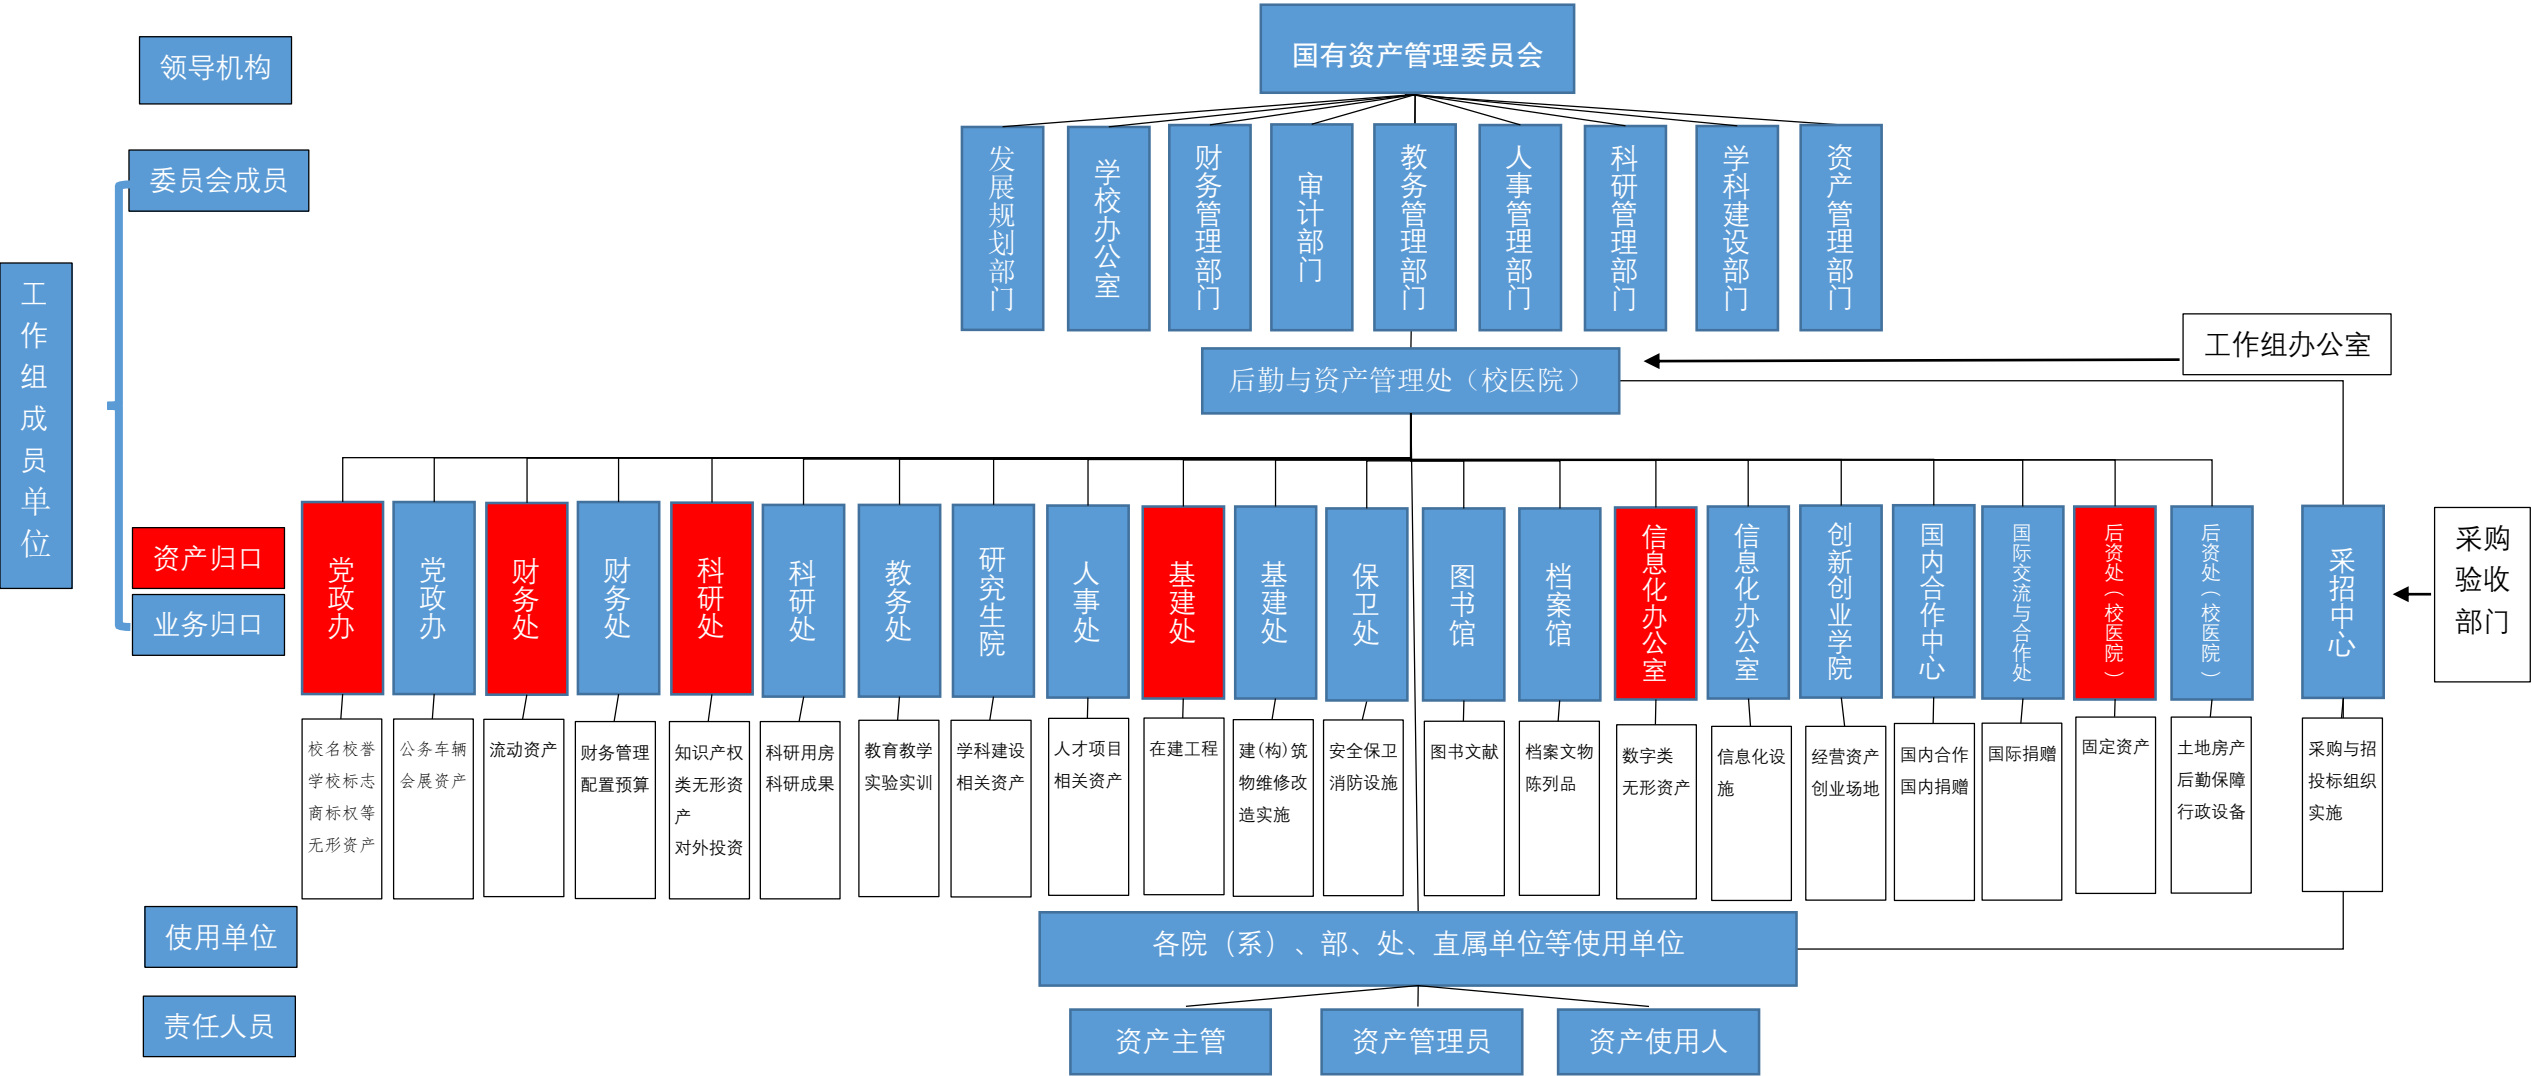 国有资产管理委员会
领导机构
委员会成员
发展规划部门
学校办公室
财务管理部门
审计部门
教务管理部门
人事管理部门
科研管理部门
学科建设部门
资产管理部门
工作组成员单位
工作组办公室
后勤与资产管理处（校医院）
资产归口
业务归口
党政办
党政办
财务处
财务处
科研处
科研处
教务处
研究生院
人事处
基建处
基建处
保卫处
图书馆
档案馆
信息化办公室
信息化办公室
创新创业学院
国内合作中心
国际交流与合作处
后资处（校医院）
后资处（校医院）
采招中心
采购
验收
部门
校名校誉
学校标志
商标权等
无形资产
公务车辆
会展资产
流动资产
财务管理
配置预算
知识产权
类无形资
产
对外投资
科研用房
科研成果
教育教学
实验实训
学科建设
相关资产
人才项目
相关资产
在建工程
建(构)筑
物维修改
造实施
安全保卫
消防设施
图书文献
档案文物
陈列品
数字类
无形资产
信息化设
施
经营资产
创业场地
国内合作
国内捐赠
国际捐赠
固定资产
土地房产
后勤保障
行政设备
采购与招
投标组织
实施
使用单位
各院（系）、部、处、直属单位等使用单位
责任人员
资产主管
资产管理员
资产使用人